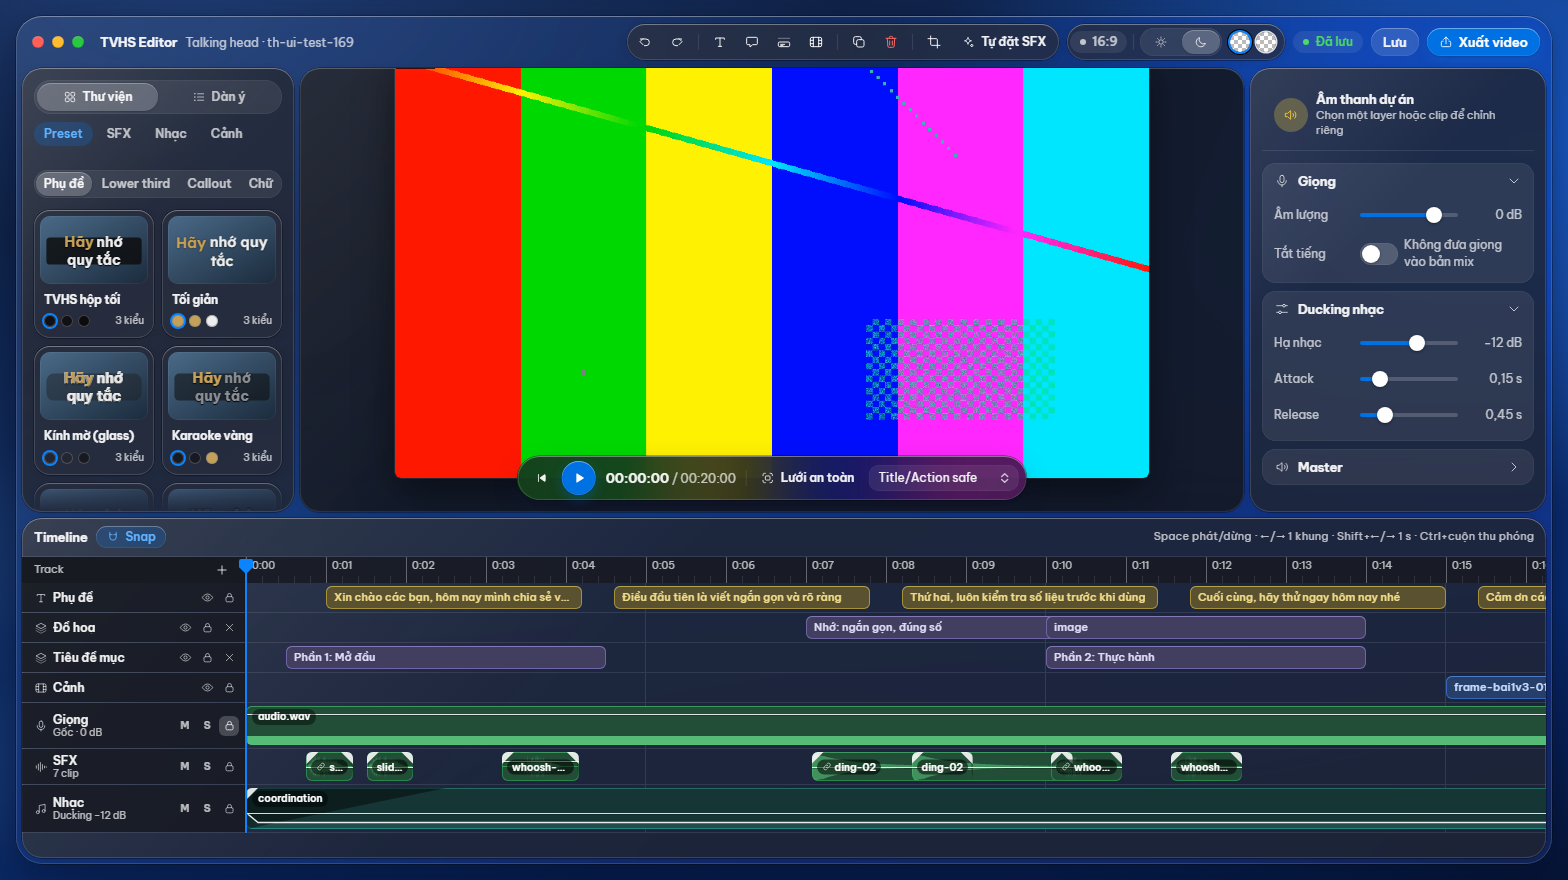 TVHS Editor Talking head · th-ui-test-169
Tự đặt SFX
16:9
Đã lưu
Lưu
Xuất video
Thư viện
Dàn ý
Preset SFX Nhạc Cảnh
Phụ đề Lower third Callout Chữ
Hãy nhớ
quy tắc
TVHS hộp tối
3 kiểu
Hãy nhớ quy
tắc
Tối giản
3 kiểu
Hãy nhớ
quy tắc
Kính mờ (glass)
3 kiểu
Hãy nhớ
quy tắc
Karaoke vàng
3 kiểu
00:00:00 / 00:20:00
Lưới an toàn
Title/Action safe
Âm thanh dự án
Chọn một layer hoặc clip để chỉnh
riêng
Giọng
Âm lượng 0 dB
Tắt tiếng
Không đưa giọng
vào bản mix
Ducking nhạc
Hạ nhạc -12 dB
Attack 0,15 s
Release 0,45 s
Master
Timeline
Snap
Space phát/dừng · ←/→ 1 khung · Shift+←/→ 1 s · Ctrl+cuộn thu phóng
Track
0:00 0:01 0:02 0:03 0:04 0:05 0:06 0:07 0:08 0:09 0:10 0:11 0:12 0:13 0:14 0:15
Phụ đề
Xin chào các bạn, hôm nay mình chia sẻ v...
Điều đầu tiên là viết ngắn gọn và rõ ràng
Thứ hai, luôn kiểm tra số liệu trước khi dùng
Cuối cùng, hãy thử ngay hôm nay nhé
Cảm ơn
Đồ họa
Nhớ: ngắn gọn, đúng số
image
Tiêu đề mục
Phần 1: Mở đầu
Phần 2: Thực hành
Cảnh
frame-bai1v3-01
Giọng
Gốc · 0 dB
M S
audio.wav
SFX
7 clip
M S
s...
slid...
whoosh-...
ding-02
ding-02
whoo...
whoosh...
Nhạc
Ducking -12 dB
M S
coordination